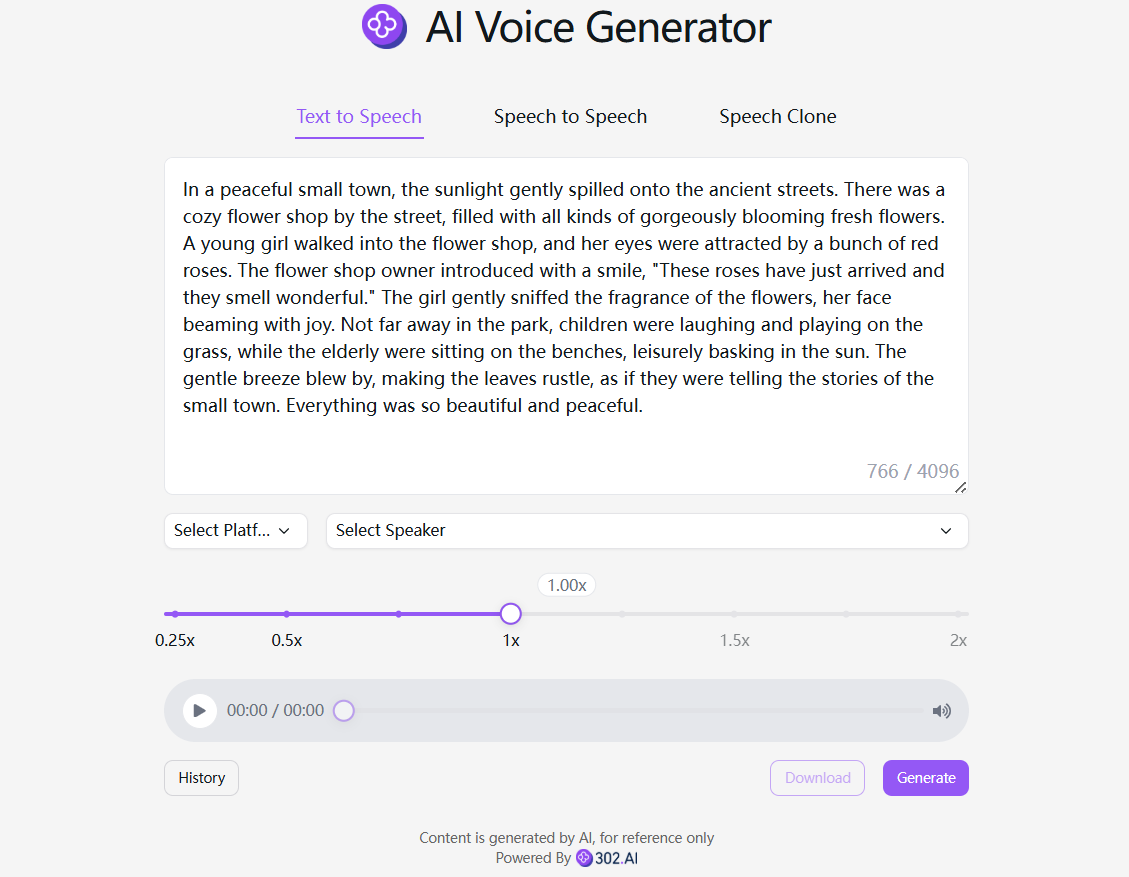 AI Voice Generator
Text to Speech
Speech to Speech
Speech Clone
In a peaceful small town, the sunlight gently spilled onto the ancient streets. There was a
cozy flower shop by the street, filled with all kinds of gorgeously blooming fresh flowers.
A young girl walked into the flower shop, and her eyes were attracted by a bunch of red
roses. The flower shop owner introduced with a smile, "These roses have just arrived and
they smell wonderful." The girl gently sniffed the fragrance of the flowers, her face
beaming with joy. Not far away in the park, children were laughing and playing on the
grass, while the elderly were sitting on the benches, leisurely basking in the sun. The
gentle breeze blew by, making the leaves rustle, as if they were telling the stories of the
small town. Everything was so beautiful and peaceful.
766 / 4096
Select Platf...
Select Speaker
1.00x
0.25x
0.5x
1x
1.5x
2x
00:00 / 00:00
History
Download
Generate
Content is generated by AI, for reference only
Powered By 302.AI